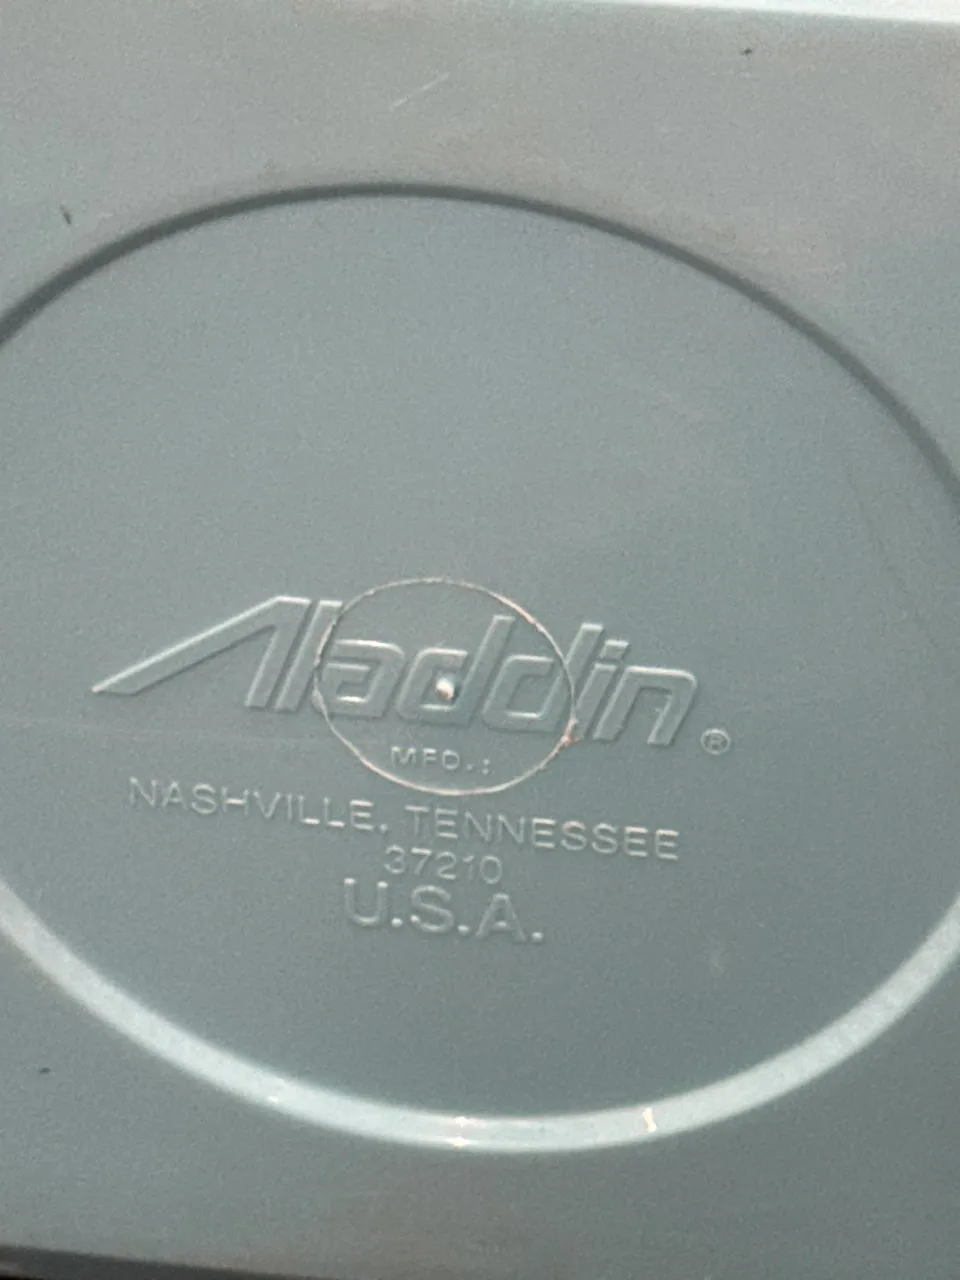 Aladdin®
MFD.:
NASHVILLE, TENNESSEE
37210
U.S.A.